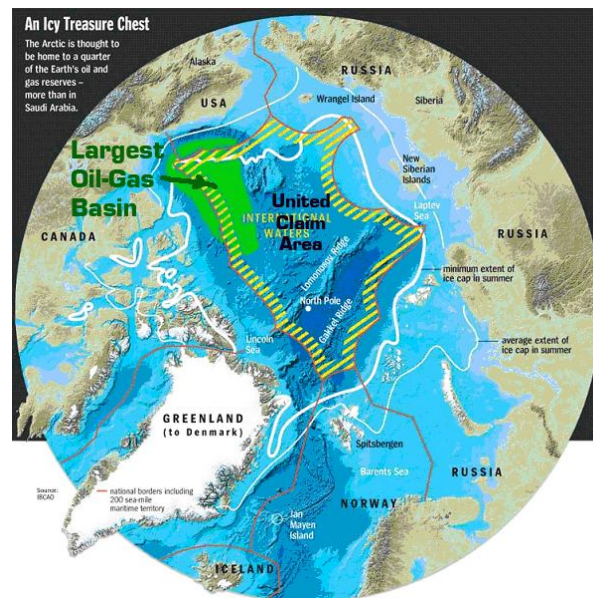 An Icy Treasure Chest
The Arctic is thought to
be home to a quarter
of the Earth's oil and
gas reserves –
more than in
Saudi Arabia.
Alaska
RUSSIA
USA
Wrangel Island
Siberia
Largest
Oil-Gas
Basin
New
Siberian
Islands
United
INTERNATIONAL
Claim
WATERS
Area
Laptev
Sea
CANADA
RUSSIA
Lomonosov Ridge
minimum extent of
ice cap in summer
North Pole
Gakkel Ridge
Lincoln
Sea
average extent of
ice cap in summer
GREENLAND
(to Denmark)
Spitsbergen
Barents Sea
RUSSIA
Source:
IBCAO
national borders including
200 sea-mile
maritime territory
NORWAY
Jan
Mayen
Island
ICELAND